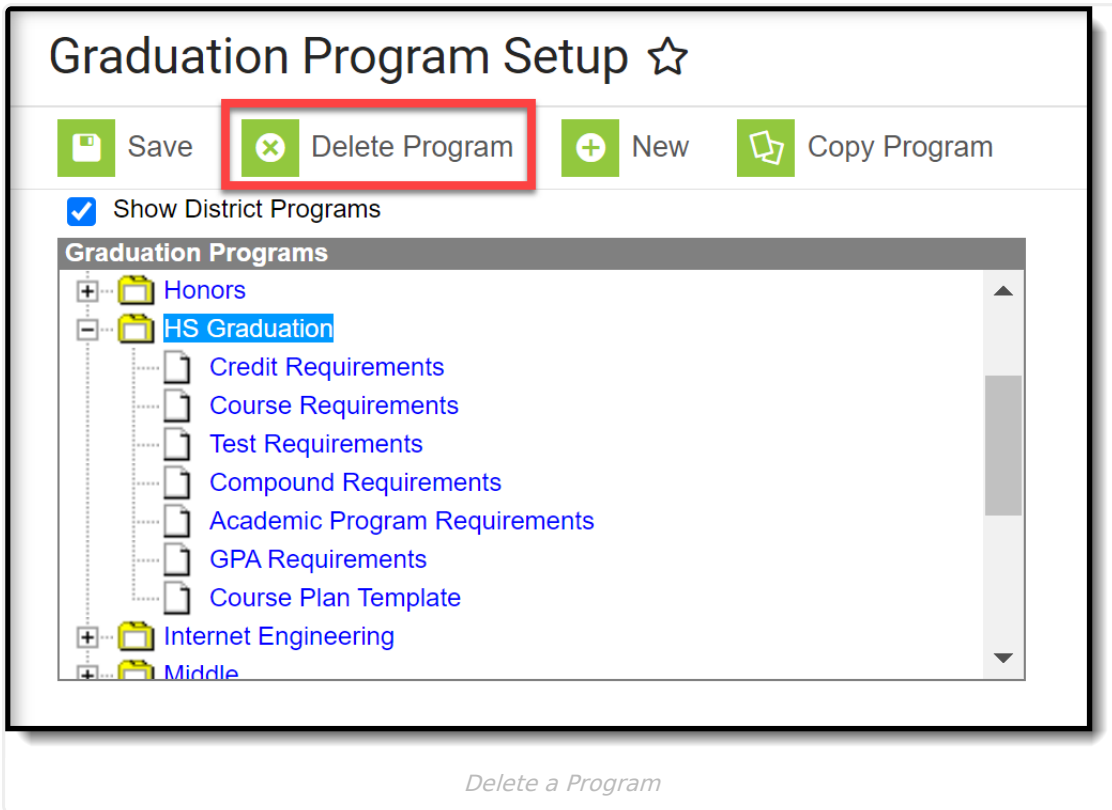 Graduation Program Setup
Save Delete Program New Copy Program
Show District Programs
Graduation Programs
Honors
HS Graduation
Credit Requirements
Course Requirements
Test Requirements
Compound Requirements
Academic Program Requirements
GPA Requirements
Course Plan Template
Internet Engineering
Middle
Delete a Program